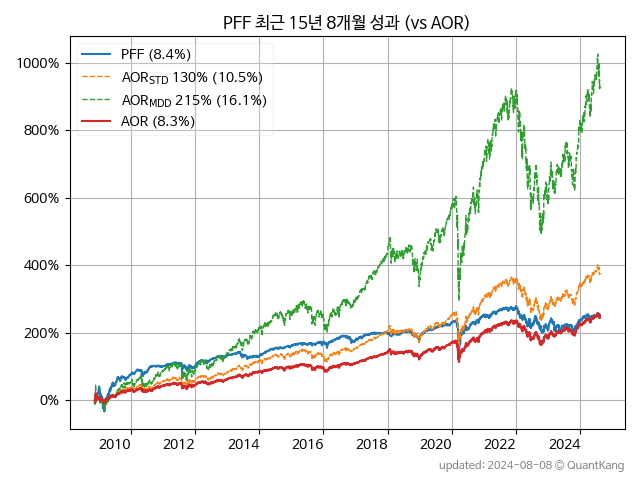 PFF 최근 15년 8개월 성과 (vs AOR)
PFF (8.4%)
AOR_STD 130% (10.5%)
AOR_MDD 215% (16.1%)
AOR (8.3%)
1000%
800%
600%
400%
200%
0%
2010 2012 2014 2016 2018 2020 2022 2024
updated: 2024-08-08 © QuantKang